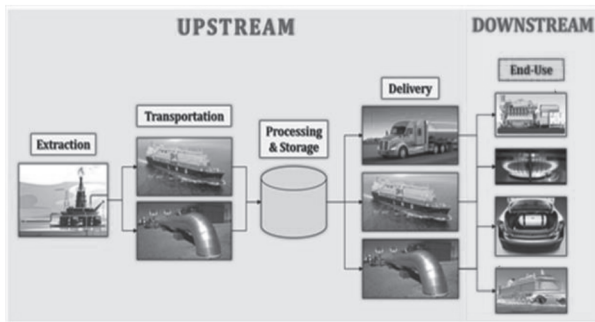 UPSTREAM
DOWNSTREAM
Extraction
Transportation
Processing
& Storage
Delivery
End-Use